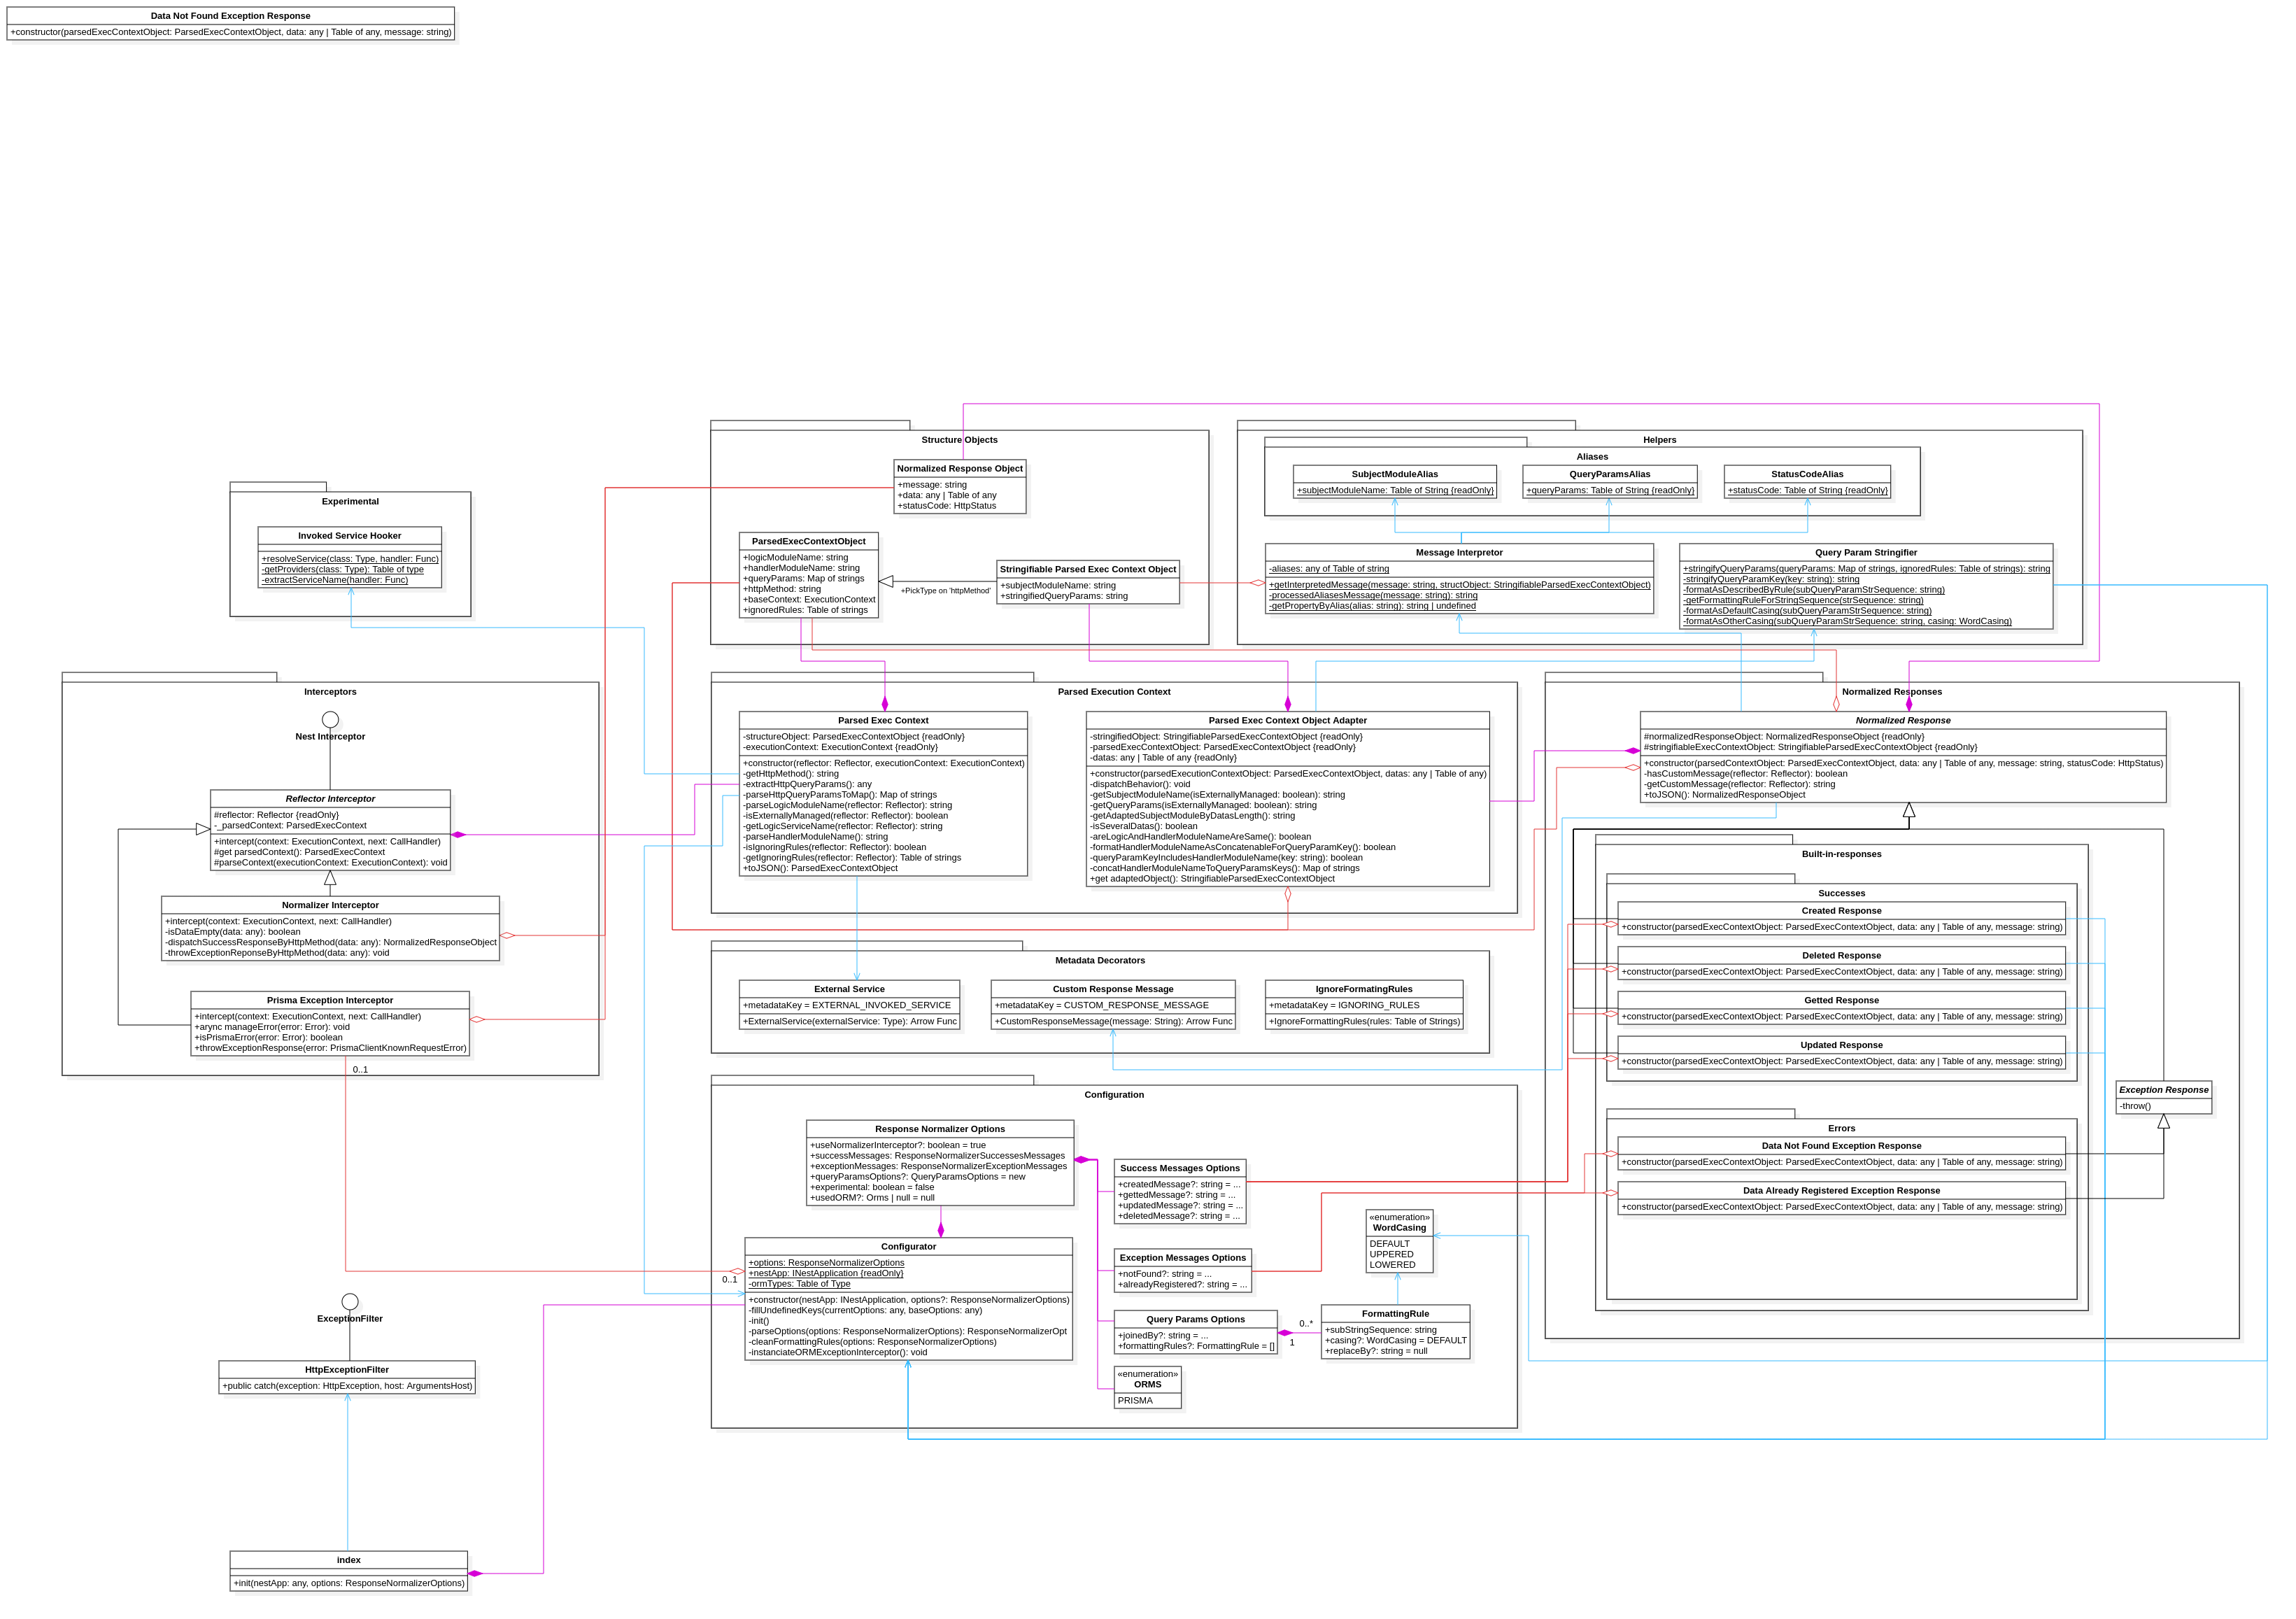 Data Not Found Exception Response
+constructor(parsedExecContextObject: ParsedExecContextObject, data: any | Table of any, message: string)
Structure Objects
Normalized Response Object
+message: string
+data: any | Table of any
+statusCode: HttpStatus
ParsedExecContextObject
+logicModuleName: string
+handlerModuleName: string
+queryParams: Map of strings
+httpMethod: string
+baseContext: ExecutionContext
+ignoredRules: Table of strings
+PickType on 'httpMethod'
Stringifiable Parsed Exec Context Object
+subjectModuleName: string
+stringifiedQueryParams: string
Helpers
Aliases
SubjectModuleAlias
+subjectModuleName: Table of String {readOnly}
QueryParamsAlias
+queryParams: Table of String {readOnly}
StatusCodeAlias
+statusCode: Table of String {readOnly}
Message Interpretor
-aliases: any of Table of string
+getInterpretedMessage(message: string, structObject: StringifiableParsedExecContextObject)
-processedAliasesMessage(message: string): string
-getPropertyByAlias(alias: string): string | undefined
Query Param Stringifier
+stringifyQueryParams(queryParams: Map of strings, ignoredRules: Table of strings): string
-stringifyQueryParamKey(key: string): string
-formatAsDescribedByRule(subQueryParamStrSequence: string)
-getFormattingRuleForStringSequence(strSequence: string)
-formatAsDefaultCasing(subQueryParamStrSequence: string)
-formatAsOtherCasing(subQueryParamStrSequence: string, casing: WordCasing)
Experimental
Invoked Service Hooker
+resolveService(class: Type, handler: Func)
-getProviders(class: Type): Table of type
-extractServiceName(handler: Func)
Interceptors
Nest Interceptor
Reflector Interceptor
#reflector: Reflector {readOnly}
-_parsedContext: ParsedExecContext
+intercept(context: ExecutionContext, next: CallHandler)
#get parsedContext(): ParsedExecContext
#parseContext(executionContext: ExecutionContext): void
Normalizer Interceptor
+intercept(context: ExecutionContext, next: CallHandler)
-isDataEmpty(data: any): boolean
-dispatchSuccessResponseByHttpMethod(data: any): NormalizedResponseObject
-throwExceptionReponseByHttpMethod(data: any): void
Prisma Exception Interceptor
+intercept(context: ExecutionContext, next: CallHandler)
+arync manageError(error: Error): void
+isPrismaError(error: Error): boolean
+throwExceptionResponse(error: PrismaClientKnownRequestError)
0..1
Parsed Execution Context
Parsed Exec Context
-structureObject: ParsedExecContextObject {readOnly}
-executionContext: ExecutionContext {readOnly}
+constructor(reflector: Reflector, executionContext: ExecutionContext)
-getHttpMethod(): string
-extractHttpQueryParams(): any
-parseHttpQueryParamsToMap(): Map of strings
-parseLogicModuleName(reflector: Reflector): string
-isExternallyManaged(reflector: Reflector): boolean
-getLogicServiceName(reflector: Reflector): string
-parseHandlerModuleName(): string
-isIgnoringRules(reflector: Reflector): boolean
-getIgnoringRules(reflector: Reflector): Table of strings
+toJSON(): ParsedExecContextObject
Parsed Exec Context Object Adapter
-stringifiedObject: StringifiableParsedExecContextObject {readOnly}
-parsedExecContextObject: ParsedExecContextObject {readOnly}
-datas: any | Table of any {readOnly}
+constructor(parsedExecutionContextObject: ParsedExecContextObject, datas: any | Table of any)
-dispatchBehavior(): void
-getSubjectModuleName(isExternallyManaged: boolean): string
-getQueryParams(isExternallyManaged: boolean): string
-getAdaptedSubjectModuleByDatasLength(): string
-isSeveralDatas(): boolean
-areLogicAndHandlerModuleNameAreSame(): boolean
-formatHandlerModuleNameAsConcatenableForQueryParamKey(): boolean
-queryParamKeyIncludesHandlerModuleName(key: string): boolean
-concatHandlerModuleNameToQueryParamsKeys(): Map of strings
+get adaptedObject(): StringifiableParsedExecContextObject
Normalized Responses
Normalized Response
#normalizedResponseObject: NormalizedResponseObject {readOnly}
#stringifiableExecContextObject: StringifiableParsedExecContextObject {readOnly}
+constructor(parsedContextObject: ParsedExecContextObject, data: any | Table of any, message: string, statusCode: HttpStatus)
-hasCustomMessage(reflector: Reflector): boolean
-getCustomMessage(reflector: Reflector): string
+toJSON(): NormalizedResponseObject
Built-in-responses
Successes
Created Response
+constructor(parsedExecContextObject: ParsedExecContextObject, data: any | Table of any, message: string)
Deleted Response
+constructor(parsedExecContextObject: ParsedExecContextObject, data: any | Table of any, message: string)
Getted Response
+constructor(parsedExecContextObject: ParsedExecContextObject, data: any | Table of any, message: string)
Updated Response
+constructor(parsedExecContextObject: ParsedExecContextObject, data: any | Table of any, message: string)
Exception Response
-throw()
Errors
Data Not Found Exception Response
+constructor(parsedExecContextObject: ParsedExecContextObject, data: any | Table of any, message: string)
Data Already Registered Exception Response
+constructor(parsedExecContextObject: ParsedExecContextObject, data: any | Table of any, message: string)
Metadata Decorators
External Service
+metadataKey = EXTERNAL_INVOKED_SERVICE
+ExternalService(externalService: Type): Arrow Func
Custom Response Message
+metadataKey = CUSTOM_RESPONSE_MESSAGE
+CustomResponseMessage(message: String): Arrow Func
IgnoreFormatingRules
+metadataKey = IGNORING_RULES
+IgnoreFormattingRules(rules: Table of Strings)
Configuration
Response Normalizer Options
+useNormalizerInterceptor?: boolean = true
+successMessages: ResponseNormalizerSuccessesMessages
+exceptionMessages: ResponseNormalizerExceptionMessages
+queryParamsOptions?: QueryParamsOptions = new
+experimental: boolean = false
+usedORM?: Orms | null = null
Success Messages Options
+createdMessage?: string = ...
+gettedMessage?: string = ...
+updatedMessage?: string = ...
+deletedMessage?: string = ...
Exception Messages Options
+notFound?: string = ...
+alreadyRegistered?: string = ...
«enumeration»
WordCasing
DEFAULT
UPPERED
LOWERED
Configurator
+options: ResponseNormalizerOptions
+nestApp: INestApplication {readOnly}
-ormTypes: Table of Type
+constructor(nestApp: INestApplication, options?: ResponseNormalizerOptions)
-fillUndefinedKeys(currentOptions: any, baseOptions: any)
-init()
-parseOptions(options: ResponseNormalizerOptions): ResponseNormalizerOpt
-cleanFormattingRules(options: ResponseNormalizerOptions)
-instanciateORMExceptionInterceptor(): void
0..1
Query Params Options
+joinedBy?: string = ...
+formattingRules?: FormattingRule = []
0..*
1
FormattingRule
+subStringSequence: string
+casing?: WordCasing = DEFAULT
+replaceBy?: string = null
«enumeration»
ORMS
PRISMA
ExceptionFilter
HttpExceptionFilter
+public catch(exception: HttpException, host: ArgumentsHost)
index
+init(nestApp: any, options: ResponseNormalizerOptions)